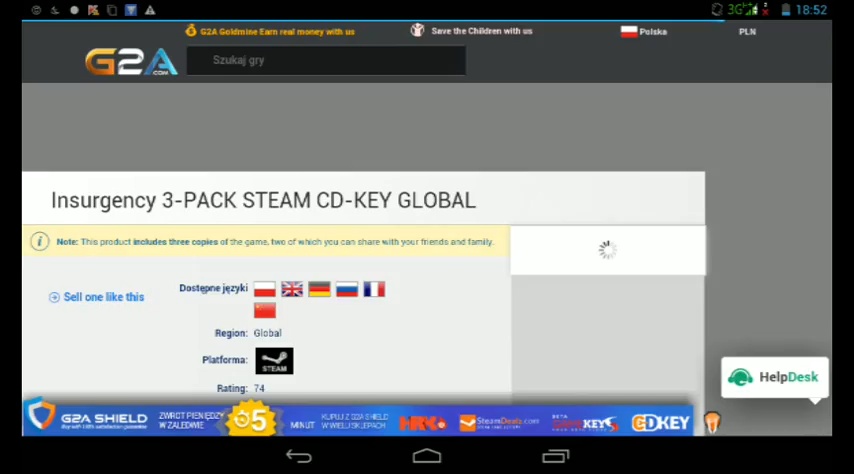 3G 18:52
G2A Goldmine Earn real money with us
Save the Children with us
Polska
PLN
G2A.COM
Szukaj gry
Insurgency 3-PACK STEAM CD-KEY GLOBAL
Note: This product includes three copies of the game, two of which you can share with your friends and family.
Sell one like this
Dostępne języki
Region: Global
Platforma: STEAM
Rating: 74
HelpDesk
G2A SHIELD
ZWROT PIENIĘDZY
W ZALEDWIE
5
MINUT
KUPUJ Z G2A SHIELD
W WIELU SKLEPACH
HRK
SteamDeals.com
BETA
CDKEY